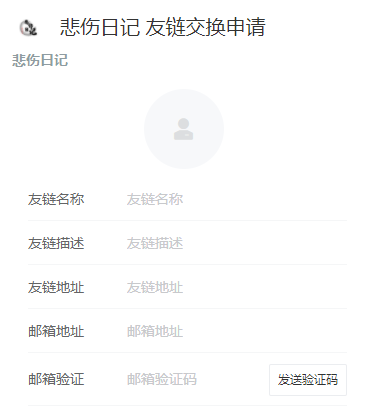 悲伤日记 友链交换申请
悲伤日记
友链名称 友链名称
友链描述 友链描述
友链地址 友链地址
邮箱地址 邮箱地址
邮箱验证 邮箱验证码 发送验证码